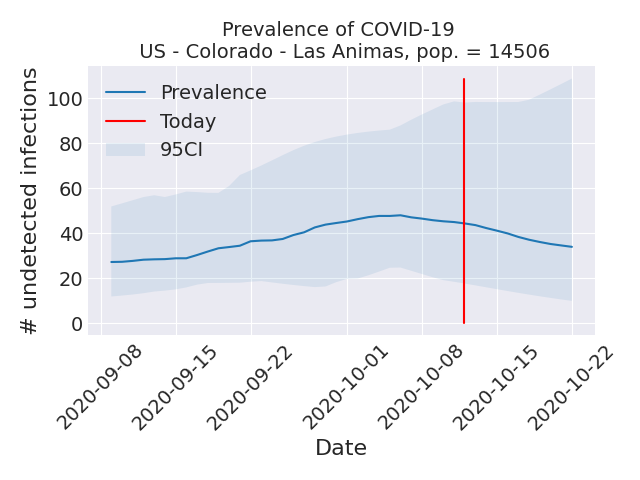 Prevalence of COVID-19
US - Colorado - Las Animas, pop. = 14506
# undetected infections
100
80
60
40
20
0
Prevalence
Today
95CI
2020-09-08
2020-09-15
2020-09-22
2020-10-01
2020-10-08
2020-10-15
2020-10-22
Date